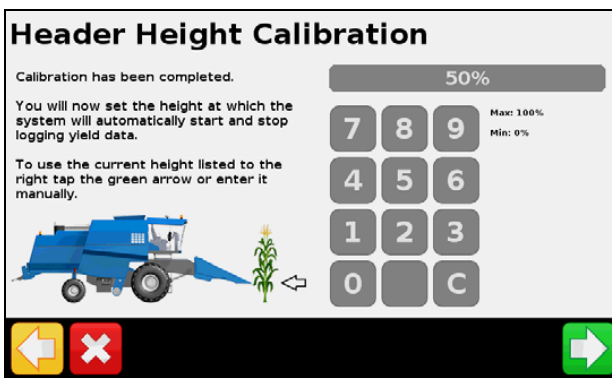 Header Height Calibration
Calibration has been completed.
You will now set the height at which the
system will automatically start and stop
logging yield data.
To use the current height listed to the
right tap the green arrow or enter it
manually.
50%
Max: 100%
Min: 0%
7 8 9
4 5 6
1 2 3
0 C